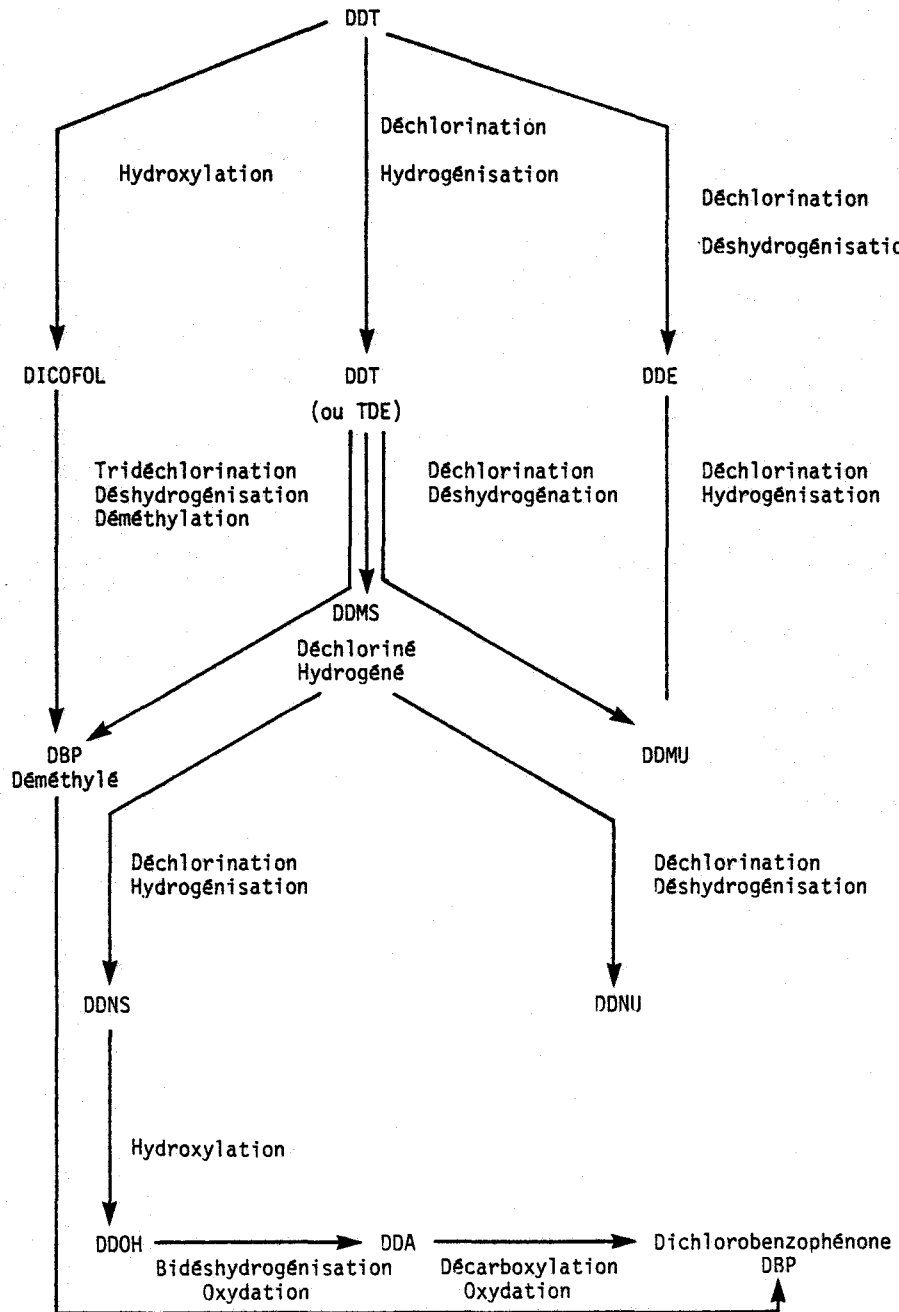 DDT
Déchlorination
Hydroxylation
Hydrogénisation
Déchlorination
Déshydrogénisatio
DICOFOL
DDT
(ou TDE)
DDE
Tridéchlorination
Déshydrogénisation
Déméthylation
Déchlorination
Déshydrogénation
Déchlorination
Hydrogénisation
DDMS
Déchloriné
Hydrogéné
DBP
Déméthylé
DDMU
Déchlorination
Hydrogénisation
Déchlorination
Déshydrogénisation
DDNS
DDNU
Hydroxylation
DDOH
Bidéshydrogénisation
Oxydation
DDA
Décarboxylation
Oxydation
Dichlorobenzophénone
DBP